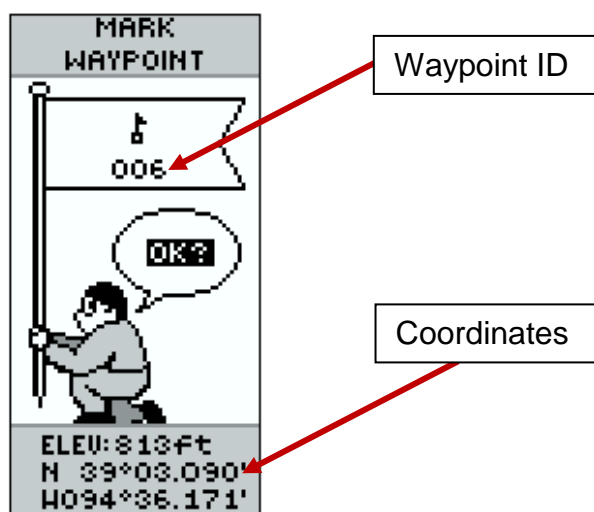 MARK
WAYPOINT
Waypoint ID
006
OK?
Coordinates
ELEV:813ft
N 39°03.090'
W094°36.171'